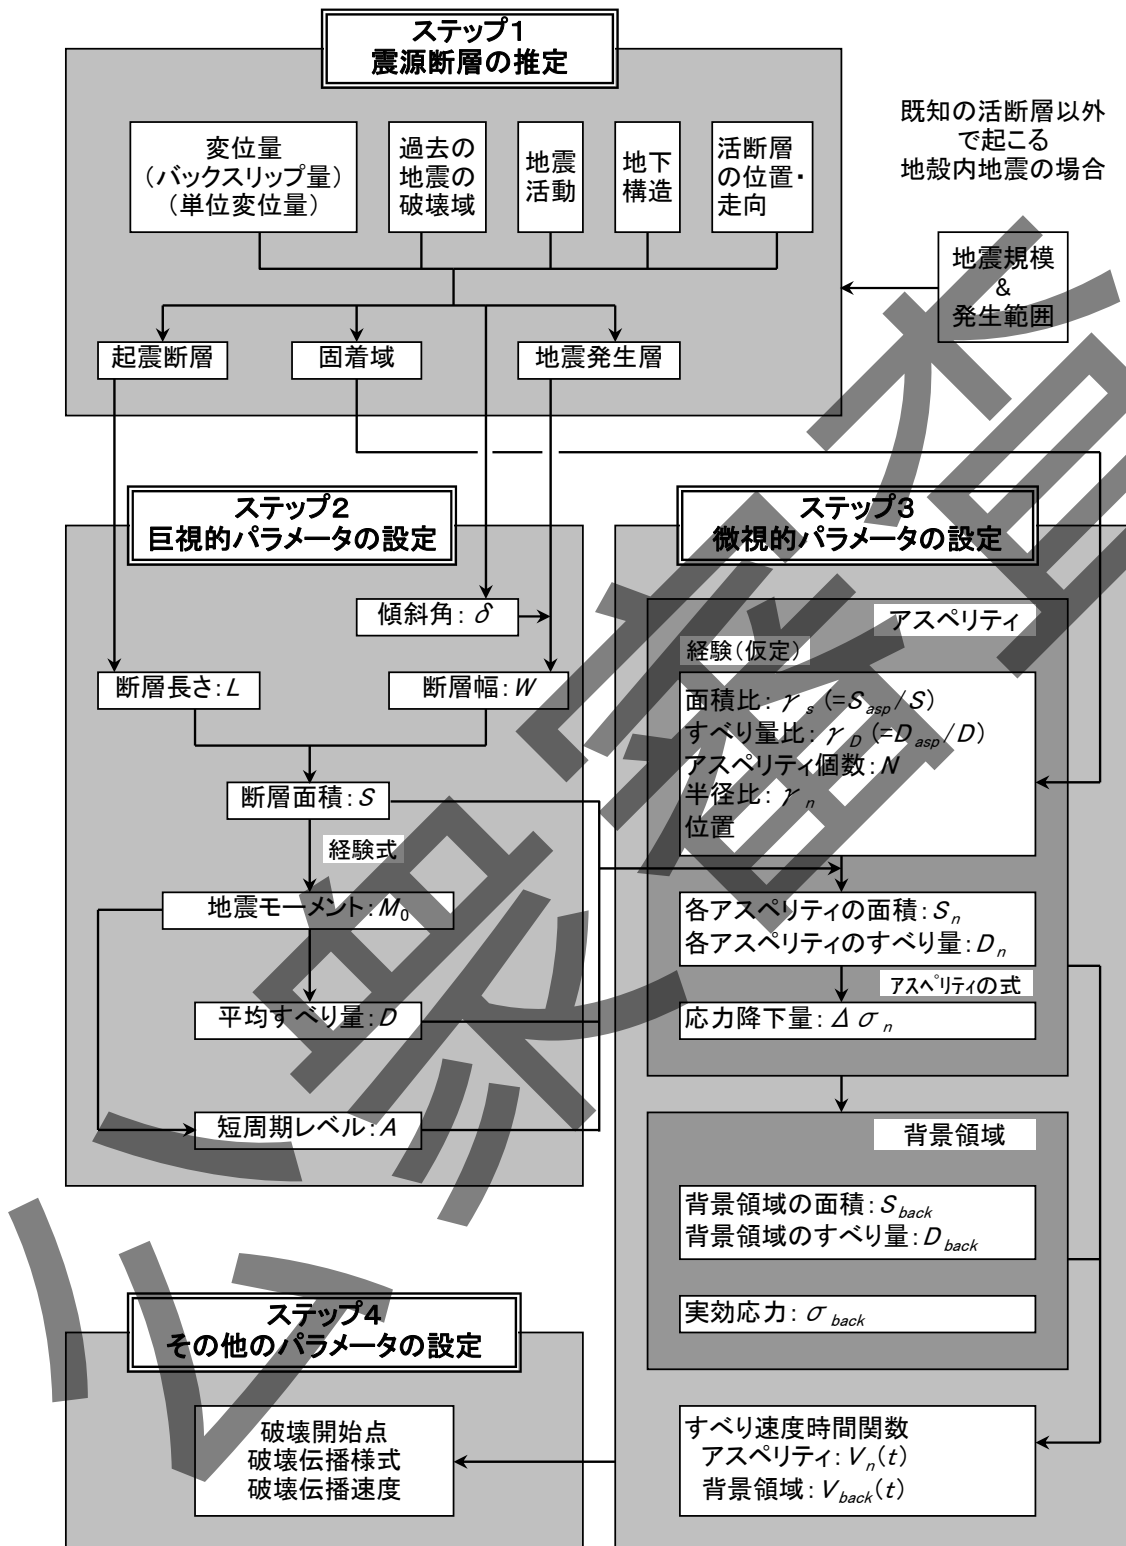 ステップ1
震源断層の推定
既知の活断層以外
で起こる
地殻内地震の場合
変位量
(バックスリップ量)
(単位変位量)
過去の
地震の
破壊域
地震
活動
地下
構造
活断層
の位置・
走向
地震規模
&
発生範囲
起震断層
固着域
地震発生層
ステップ2
巨視的パラメータの設定
傾斜角：δ
断層長さ：L
断層幅：W
断層面積：S
経験式
地震モーメント：M0
平均すべり量：D
短周期レベル：A
ステップ3
微視的パラメータの設定
アスペリティ
経験(仮定)
面積比：γs (=Sasp/S)
すべり量比：γD (=Dasp/D)
アスペリティ個数：N
半径比：γn
位置
各アスペリティの面積：Sn
各アスペリティのすべり量：Dn
アスペリティの式
応力降下量：Δσn
背景領域
背景領域の面積：Sback
背景領域のすべり量：Dback
実効応力：σback
すべり速度時間関数
アスペリティ：Vn(t)
背景領域：Vback(t)
ステップ4
その他のパラメータの設定
破壊開始点
破壊伝播様式
破壊伝播速度